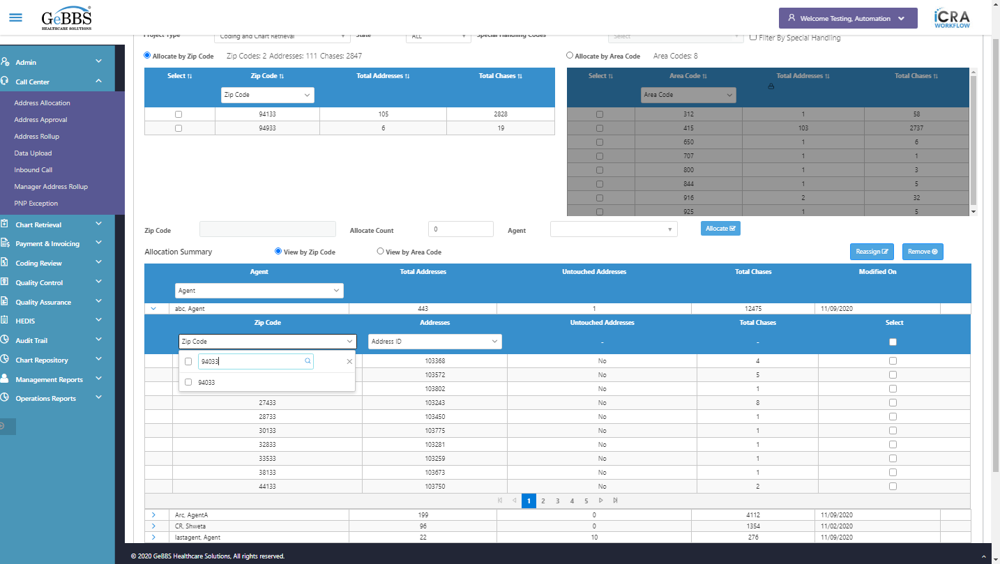 GeBBS
HEALTHCARE SOLUTIONS
Welcome Testing, Automation
iCRA
WORKFLOW
Project Type Coding and Chart Retrieval State ALL Special Handling Codes Select Filter By Special Handling
Admin
Call Center
Address Allocation
Address Approval
Address Rollup
Data Upload
Inbound Call
Manager Address Rollup
PNP Exception
Chart Retrieval
Payment & Invoicing
Coding Review
Quality Control
Quality Assurance
HEDIS
Audit Trail
Chart Repository
Management Reports
Operations Reports
Allocate by Zip Code Zip Codes: 2 Addresses: 111 Chases: 2847
Select Zip Code Total Addresses Total Chases
Zip Code
94133 105 2828
94933 6 19
Allocate by Area Code Area Codes: 8
Select Area Code Total Addresses Total Chases
Area Code
312 1 58
415 103 2737
650 1 6
707 1 1
800 1 3
844 1 5
916 2 32
925 1 5
Zip Code Allocate Count 0 Agent Allocate
Allocation Summary View by Zip Code View by Area Code Reassign Remove
Agent Total Addresses Untouched Addresses Total Chases Modified On
Agent
abc, Agent 443 1 12475 11/09/2020
Zip Code Addresses Untouched Addresses Total Chases Select
Zip Code Address ID - -
94033 103368 No 4
103572 No 5
94033 103802 No 1
27433 103243 No 8
28733 103450 No 1
30133 103775 No 1
32833 103281 No 1
33533 103259 No 1
38133 103673 No 1
44133 103750 No 2
1 2 3 4 5
Arc, AgentA 199 0 4112 11/09/2020
CR, Shweta 96 0 1354 11/02/2020
lastagent, Agent 22 10 276 11/09/2020
© 2020 GeBBS Healthcare Solutions, All rights reserved.